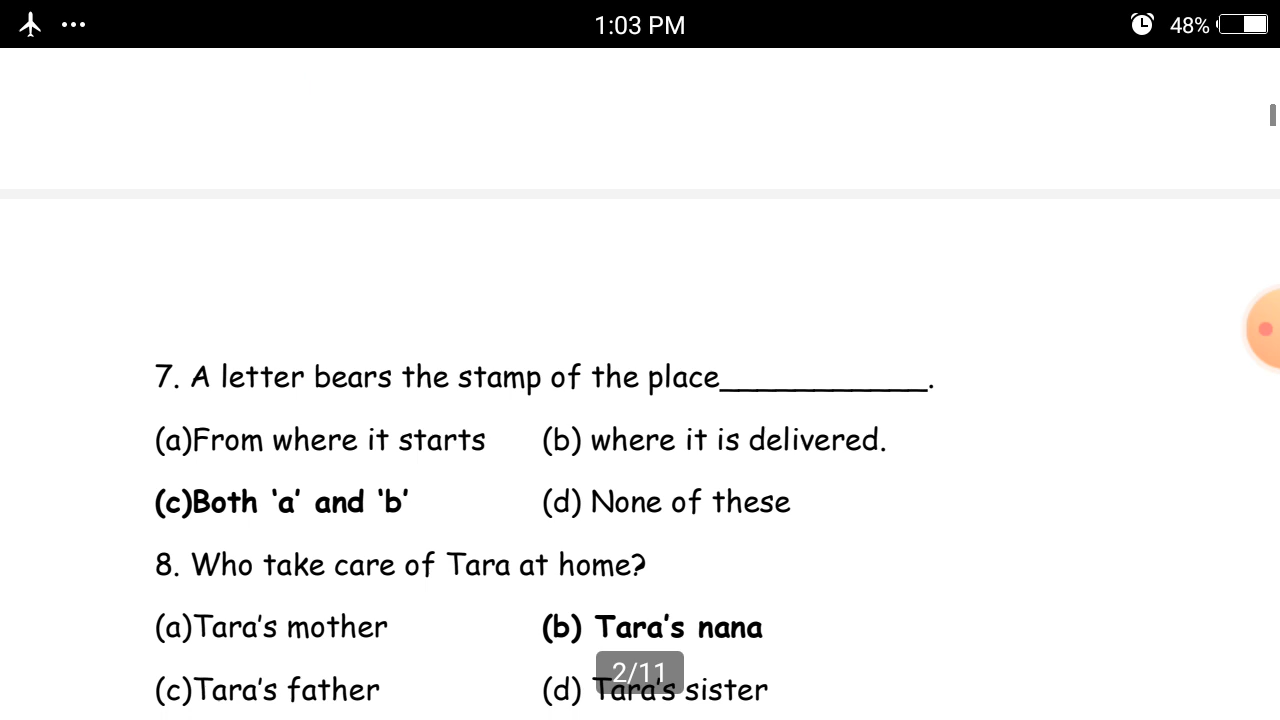 1:03 PM
48%
7. A letter bears the stamp of the place____________.
(a)From where it starts (b) where it is delivered.
(c)Both ‘a’ and ‘b’ (d) None of these
8. Who take care of Tara at home?
(a)Tara’s mother (b) Tara’s nana
(c)Tara’s father (d) Tara’s sister
2/11